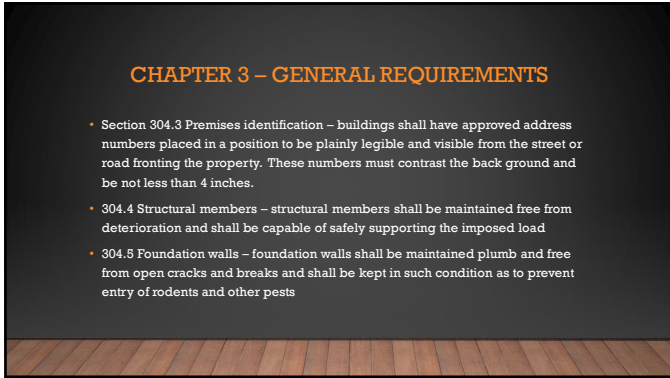 CHAPTER 3 – GENERAL REQUIREMENTS
• Section 304.3 Premises identification – buildings shall have approved address
numbers placed in a position to be plainly legible and visible from the street or
road fronting the property. These numbers must contrast the back ground and
be not less than 4 inches.
• 304.4 Structural members – structural members shall be maintained free from
deterioration and shall be capable of safely supporting the imposed load
• 304.5 Foundation walls – foundation walls shall be maintained plumb and free
from open cracks and breaks and shall be kept in such condition as to prevent
entry of rodents and other pests